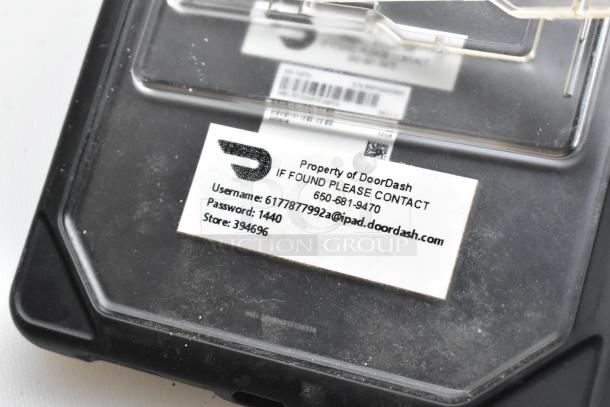 Property of DoorDash
IF FOUND PLEASE CONTACT
650-681-9470
Username: 6177877992a@ipad.doordash.com
Password: 1440
Store: 394696
AUCTION GROUP